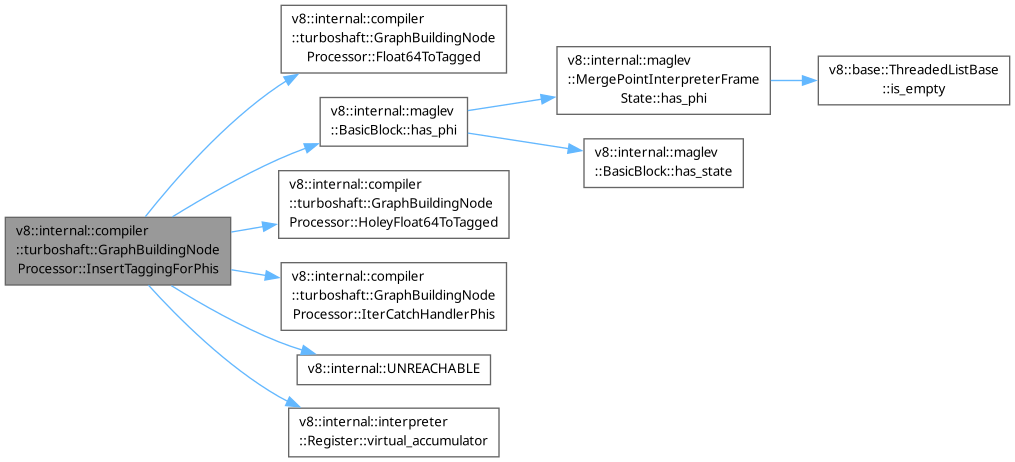 v8::internal::compiler
::turboshaft::GraphBuildingNode
Processor::InsertTaggingForPhis
v8::internal::compiler
::turboshaft::GraphBuildingNode
Processor::Float64ToTagged
v8::internal::maglev
::BasicBlock::has_phi
v8::internal::maglev
::MergePointInterpreterFrame
State::has_phi
v8::base::ThreadedListBase
::is_empty
v8::internal::maglev
::BasicBlock::has_state
v8::internal::compiler
::turboshaft::GraphBuildingNode
Processor::HoleyFloat64ToTagged
v8::internal::compiler
::turboshaft::GraphBuildingNode
Processor::IterCatchHandlerPhis
v8::internal::UNREACHABLE
v8::internal::interpreter
::Register::virtual_accumulator